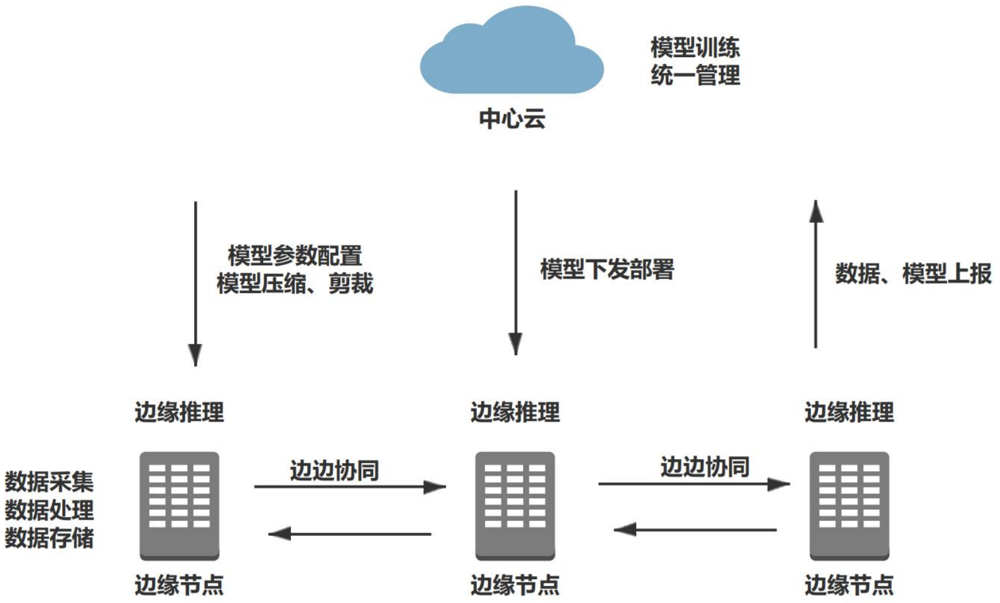 模型训练
统一管理
中心云
模型参数配置
模型压缩、剪裁
模型下发部署
数据、模型上报
边缘推理
边缘推理
边缘推理
边边协同
边边协同
数据采集
数据处理
数据存储
边缘节点
边缘节点
边缘节点